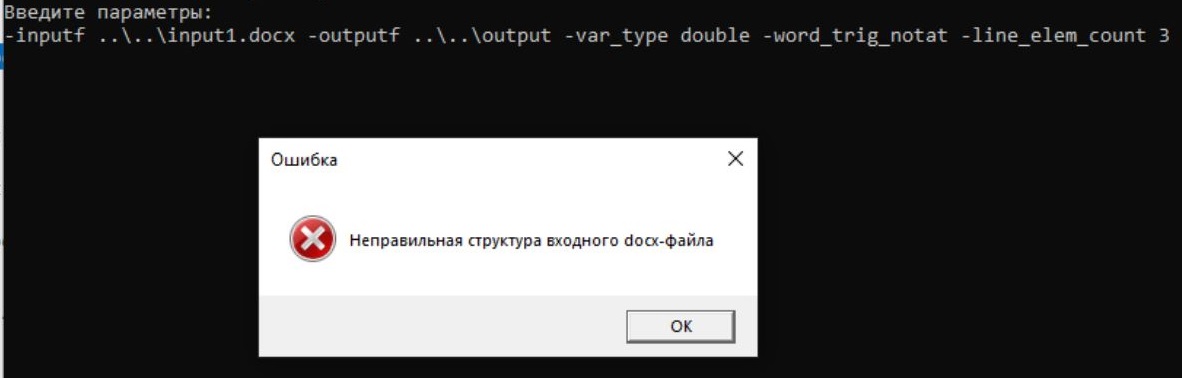 Введите параметры:
-inputf ..\..\input1.docx -outputf ..\..\output -var_type double -word_trig_notat -line_elem_count 3
Ошибка
Неправильная структура входного docx-файла
OK